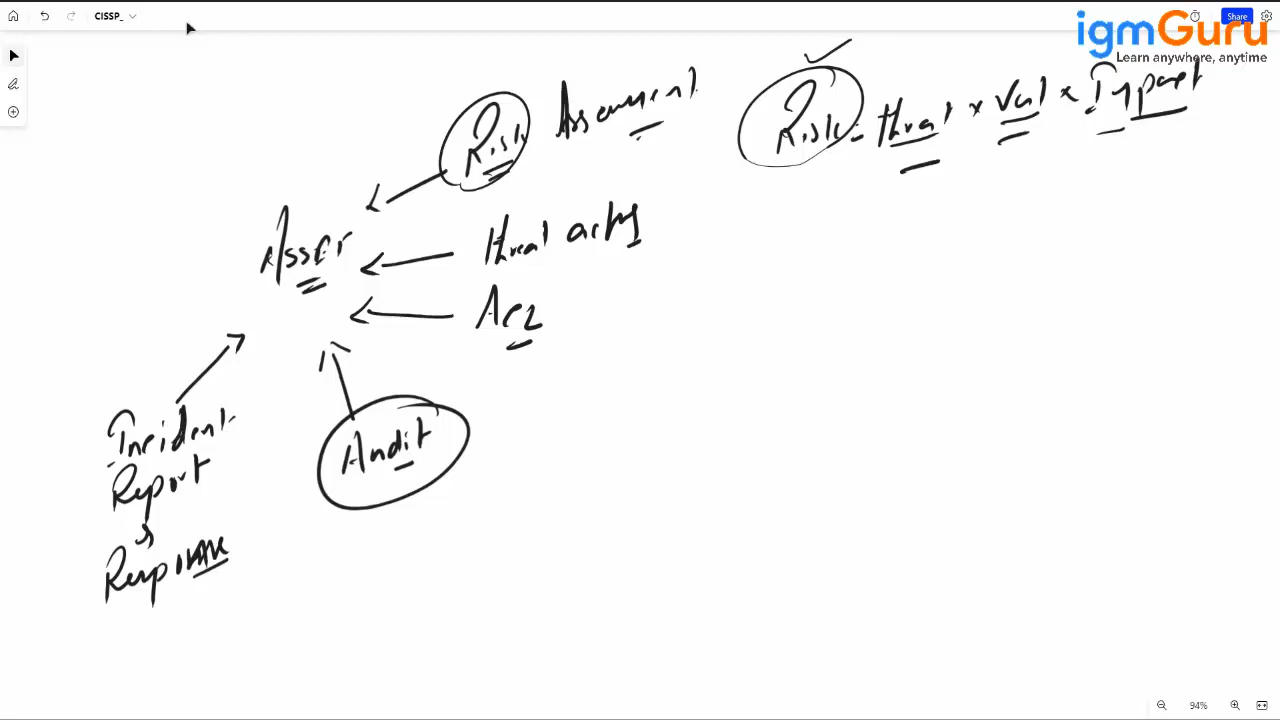 CISSP_
Share
igmGuru
Learn anywhere, anytime
Risk Assessment
Risk = threat × Vul × Impact
Asset
threat actors
Incident
Report
Response
Audit
94%